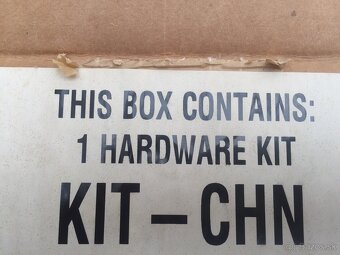 THIS BOX CONTAINS:
1 HARDWARE KIT
KIT – CHN